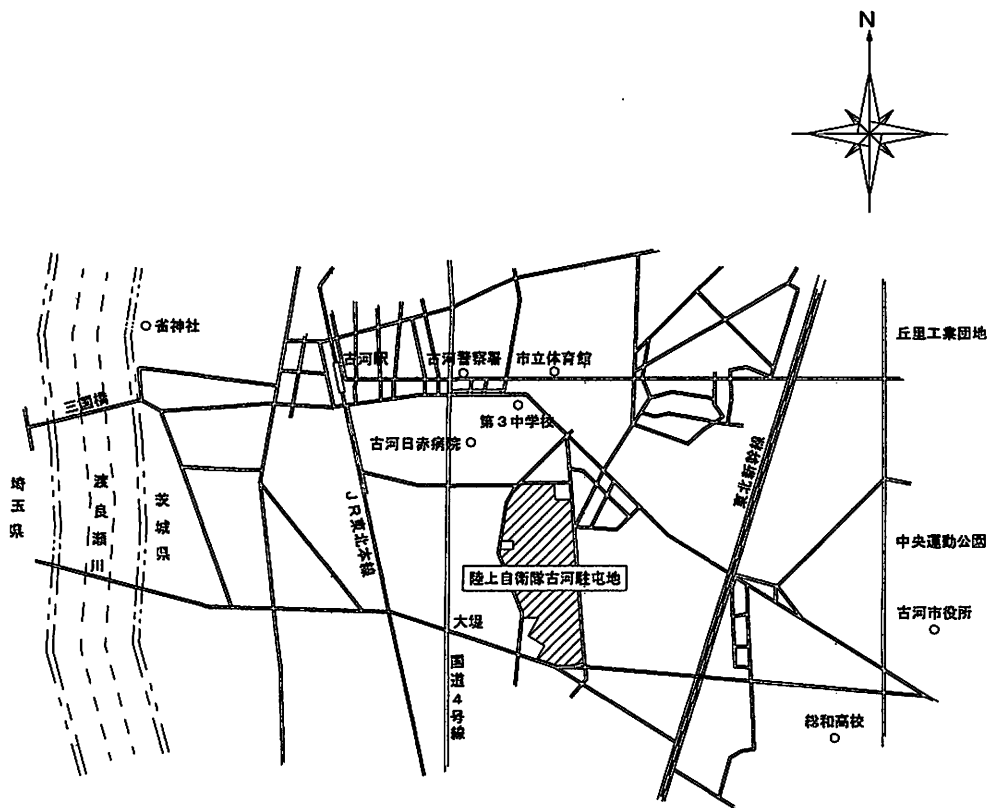 N
雀神社
丘里工業団地
古河駅
古河警察署
市立体育館
三国橋
第3中学校
古河日赤病院
埼玉県
渡良瀬川
茨城県
JR東北本線
東北新幹線
中央運動公園
陸上自衛隊古河駐屯地
大堤
古河市役所
国道4号線
総和高校